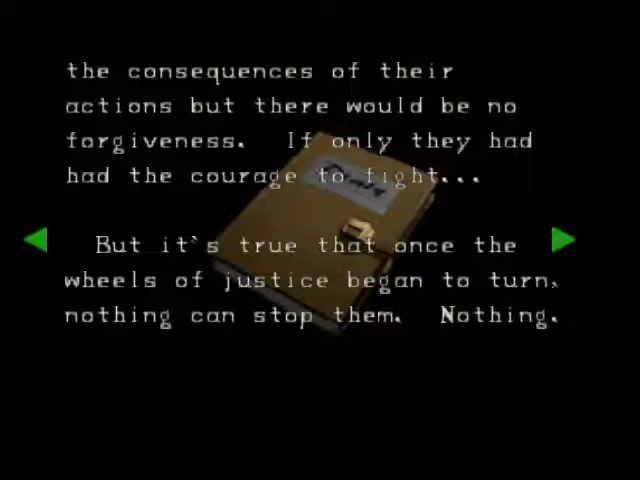 the consequences of their
actions but there would be no
forgiveness. If only they had
had the courage to fight...
But it's true that once the
wheels of justice began to turn,
nothing can stop them. Nothing.
Diary